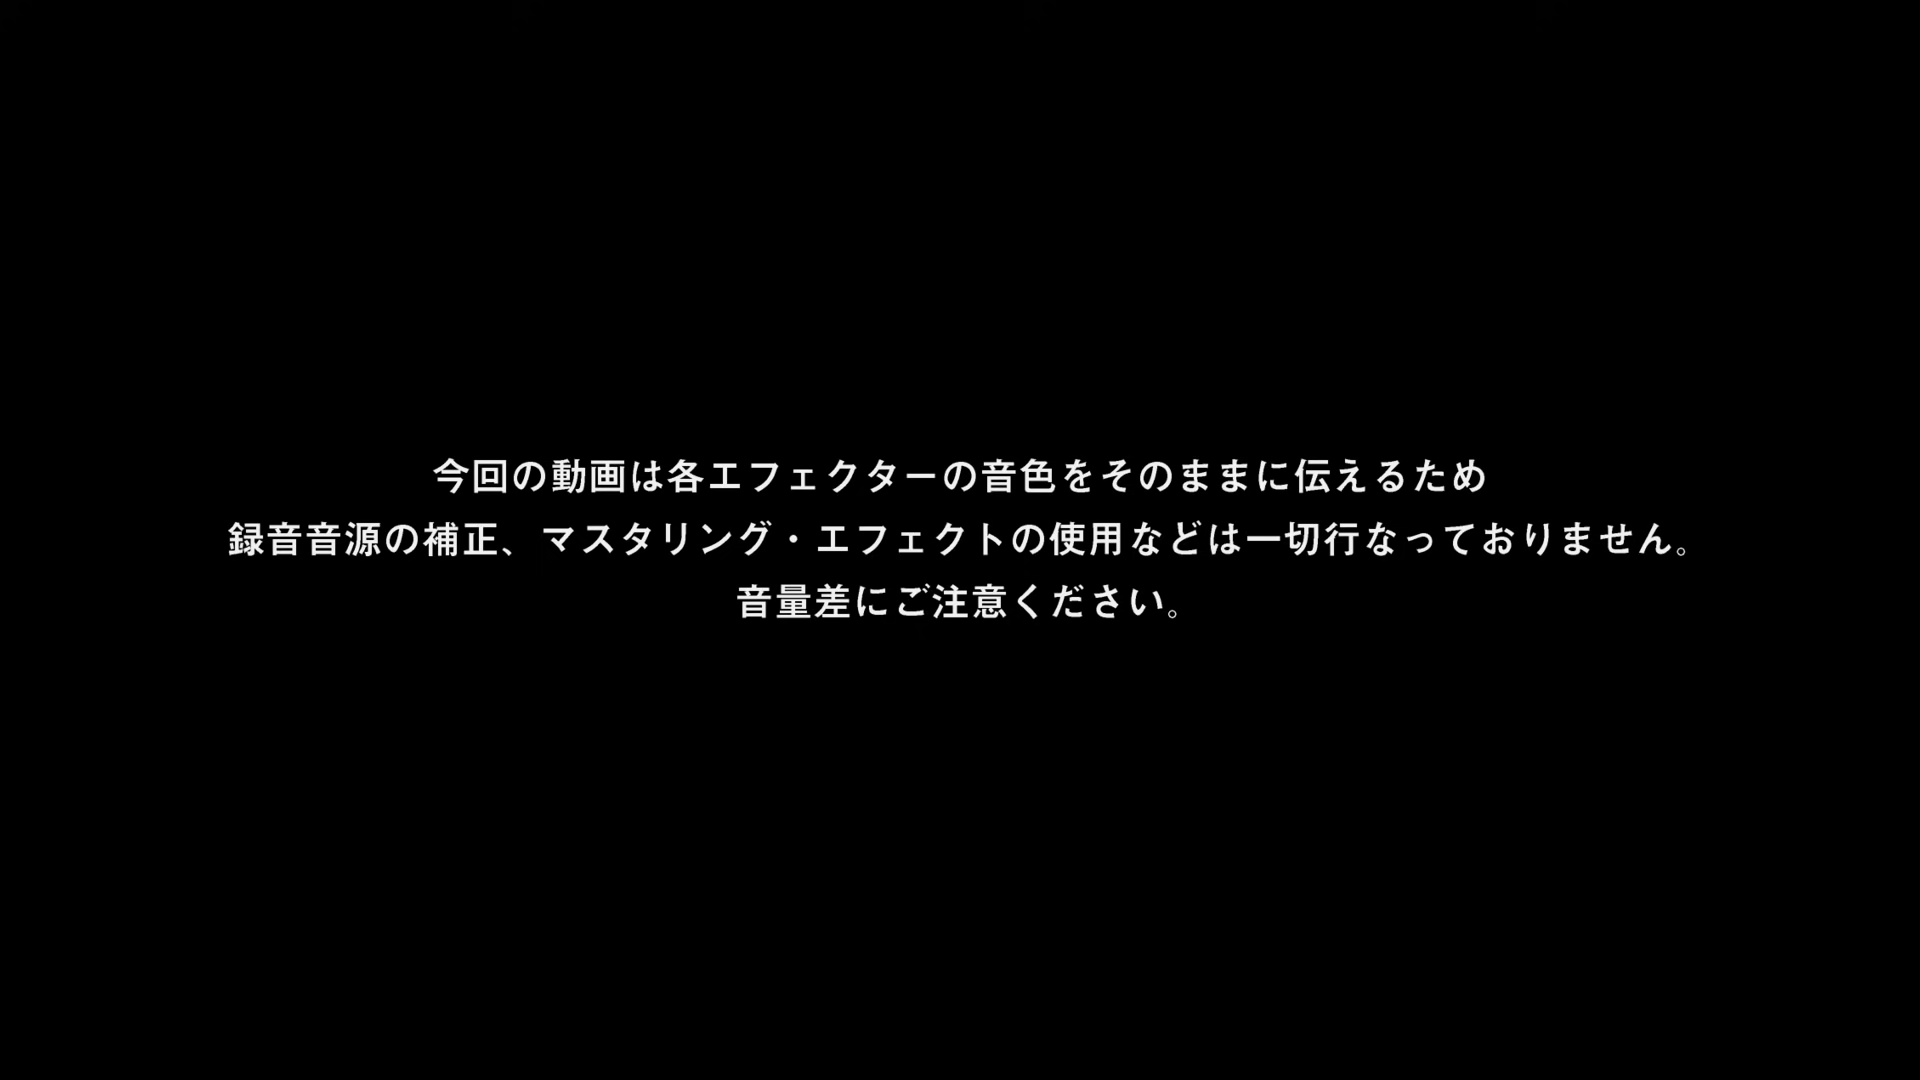 今回の動画は各エフェクターの音色をそのままに伝えるため
録音音源の補正、マスタリング・エフェクトの使用などは一切行なっておりません。
音量差にご注意ください。